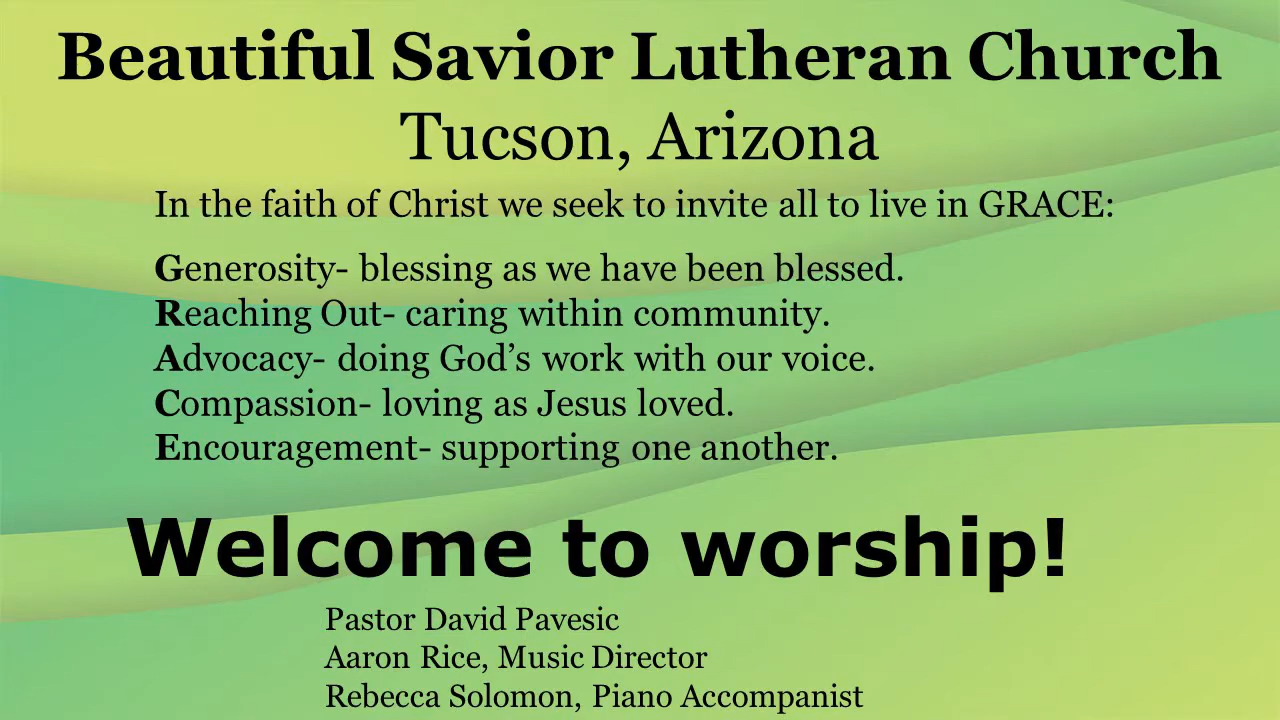 Beautiful Savior Lutheran Church
Tucson, Arizona
In the faith of Christ we seek to invite all to live in GRACE:
Generosity- blessing as we have been blessed.
Reaching Out- caring within community.
Advocacy- doing God’s work with our voice.
Compassion- loving as Jesus loved.
Encouragement- supporting one another.
Welcome to worship!
Pastor David Pavesic
Aaron Rice, Music Director
Rebecca Solomon, Piano Accompanist